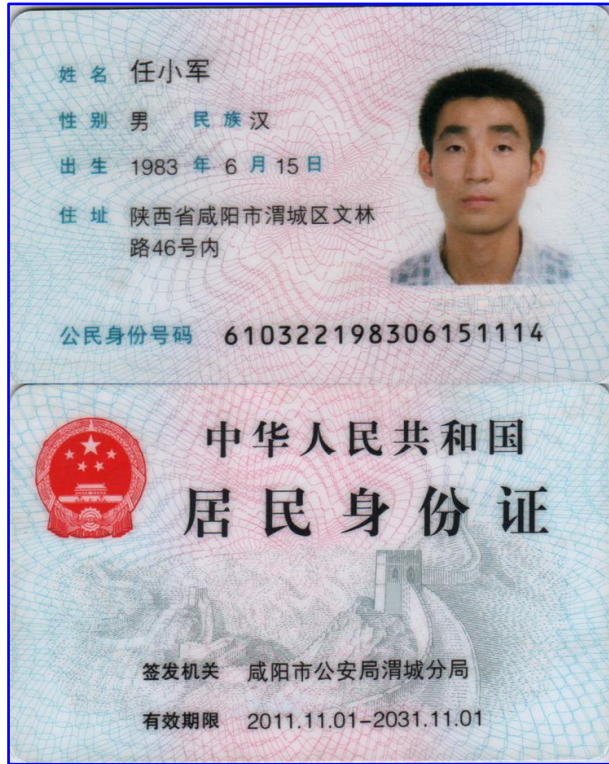 姓名 任小军
性别 男 民族 汉
出生 1983 年 6 月 15 日
住址 陕西省咸阳市渭城区文林
路46号内
公民身份号码 610322198306151114
中华人民共和国
居民身份证
签发机关 咸阳市公安局渭城分局
有效期限 2011.11.01-2031.11.01